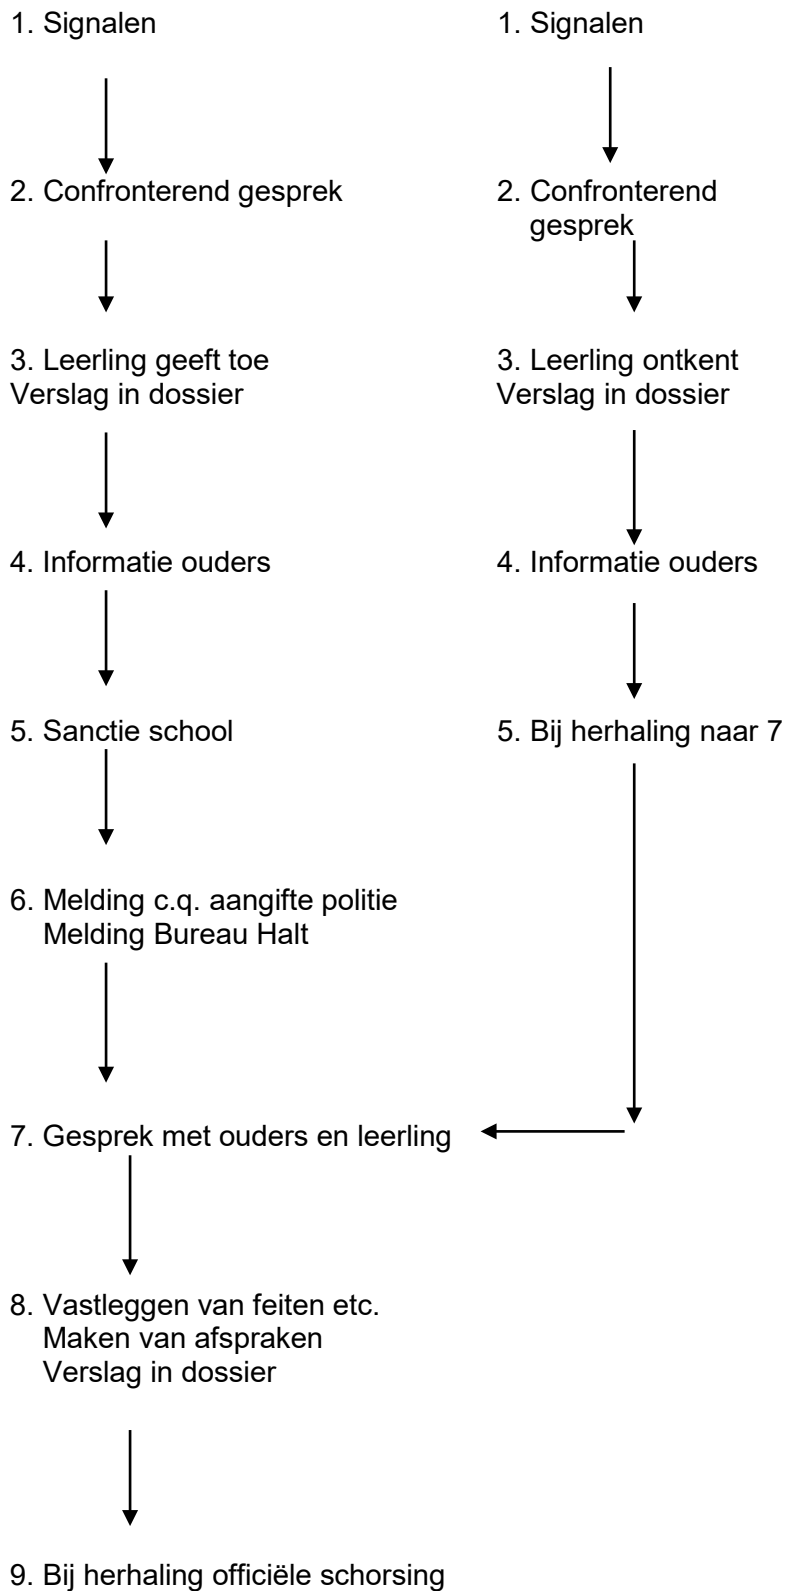 1. Signalen
2. Confronterend gesprek
3. Leerling geeft toe
Verslag in dossier
4. Informatie ouders
5. Sanctie school
6. Melding c.q. aangifte politie
Melding Bureau Halt
7. Gesprek met ouders en leerling
8. Vastleggen van feiten etc.
Maken van afspraken
Verslag in dossier
9. Bij herhaling officiële schorsing
1. Signalen
2. Confronterend
gesprek
3. Leerling ontkent
Verslag in dossier
4. Informatie ouders
5. Bij herhaling naar 7